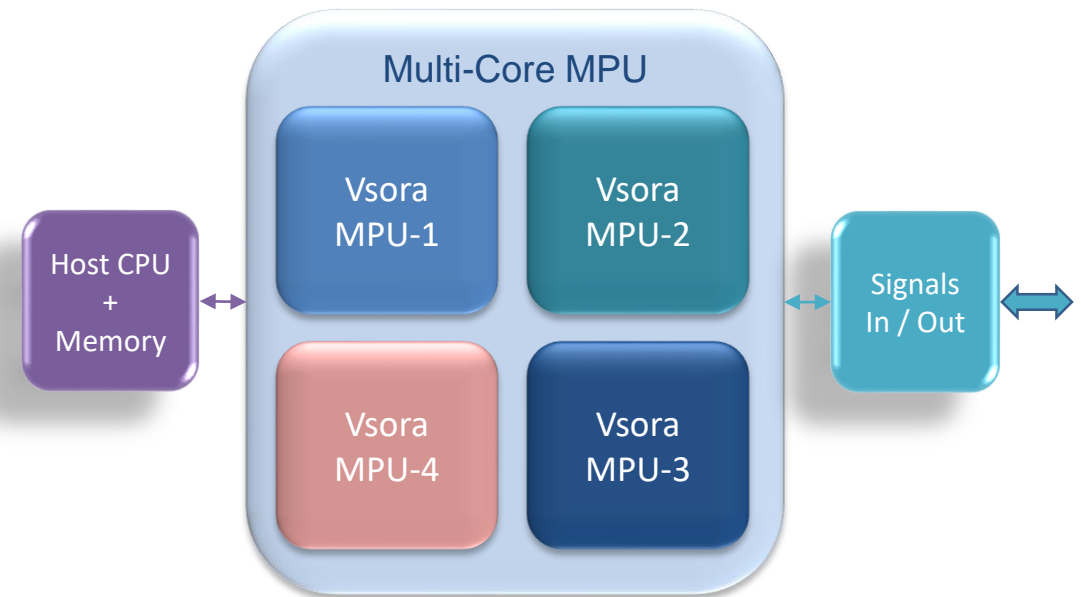 Multi-Core MPU
Vsora
MPU-1
Vsora
MPU-2
Host CPU
+
Memory
Signals
In / Out
Vsora
MPU-4
Vsora
MPU-3